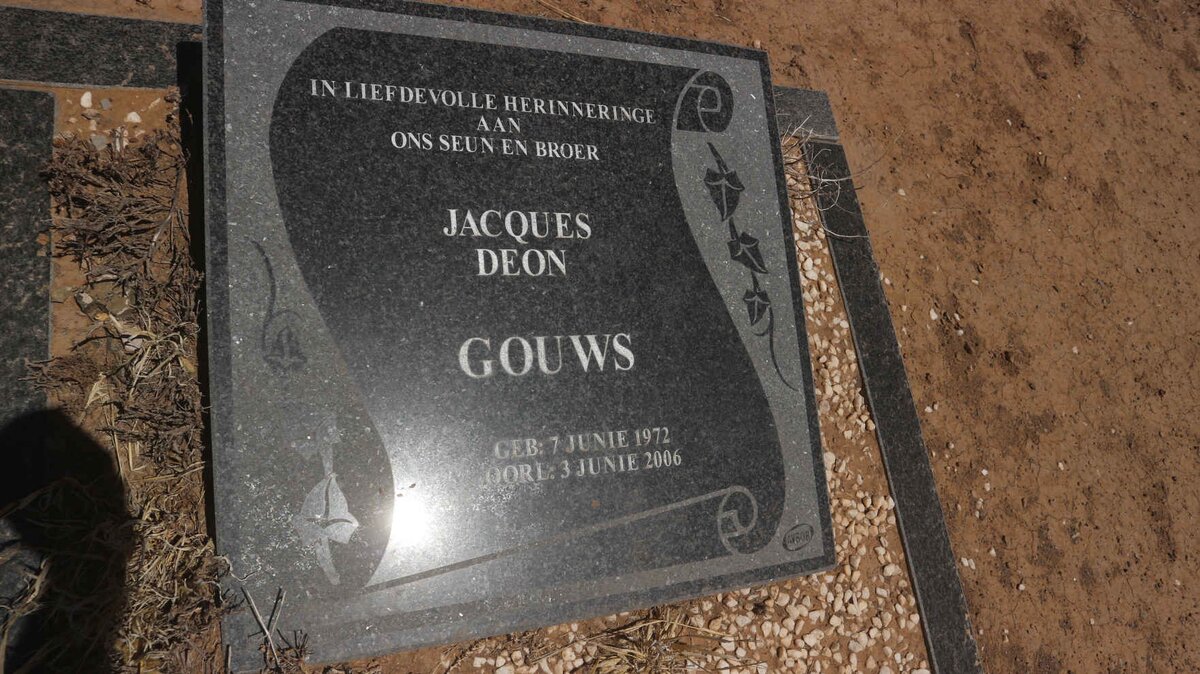 IN LIEFDEVOLLE HERINNERINGE
AAN
ONS SEUN EN BROER
JACQUES
DEON
GOUWS
GEB: 7 JUNIE 1972
OORL: 3 JUNIE 2006